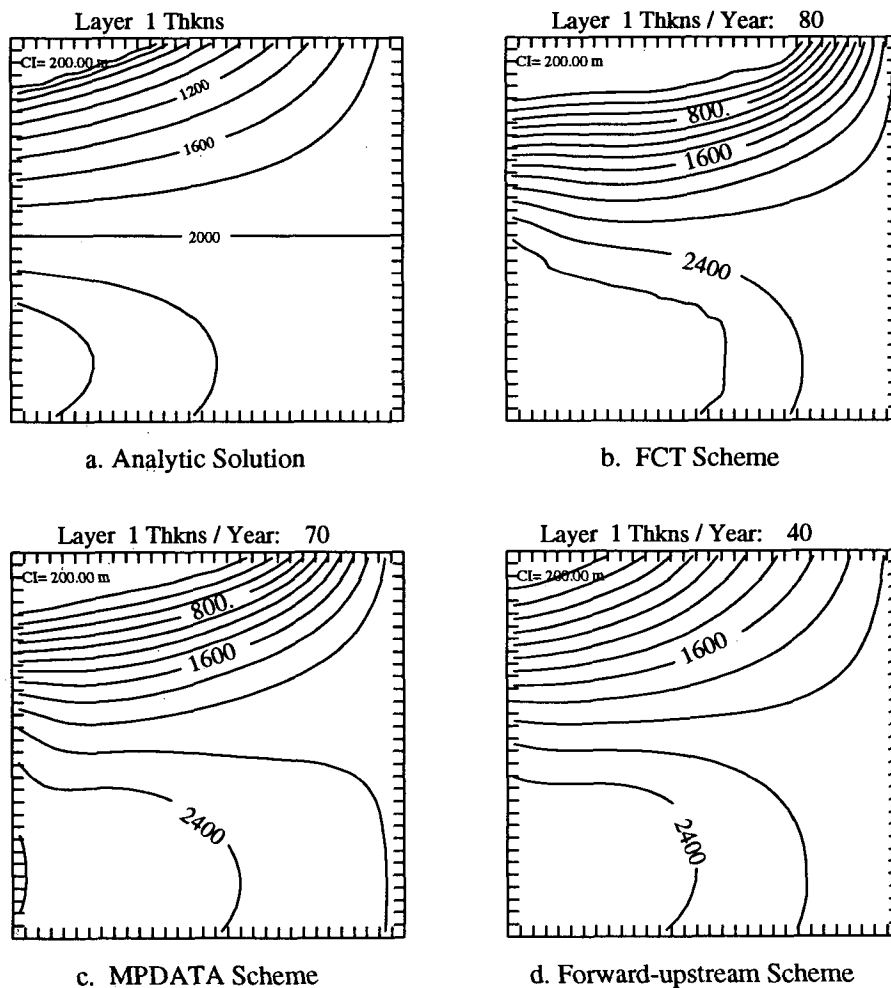 Layer 1 Thkns
CI= 200.00 m
1200
1600
2000
a. Analytic Solution
Layer 1 Thkns / Year: 80
CI= 200.00 m
800.
1600
2400
b. FCT Scheme
Layer 1 Thkns / Year: 70
CI= 200.00 m
800.
1600
2400
c. MPDATA Scheme
Layer 1 Thkns / Year: 40
CI= 200.00 m
1600
2400
d. Forward-upstream Scheme